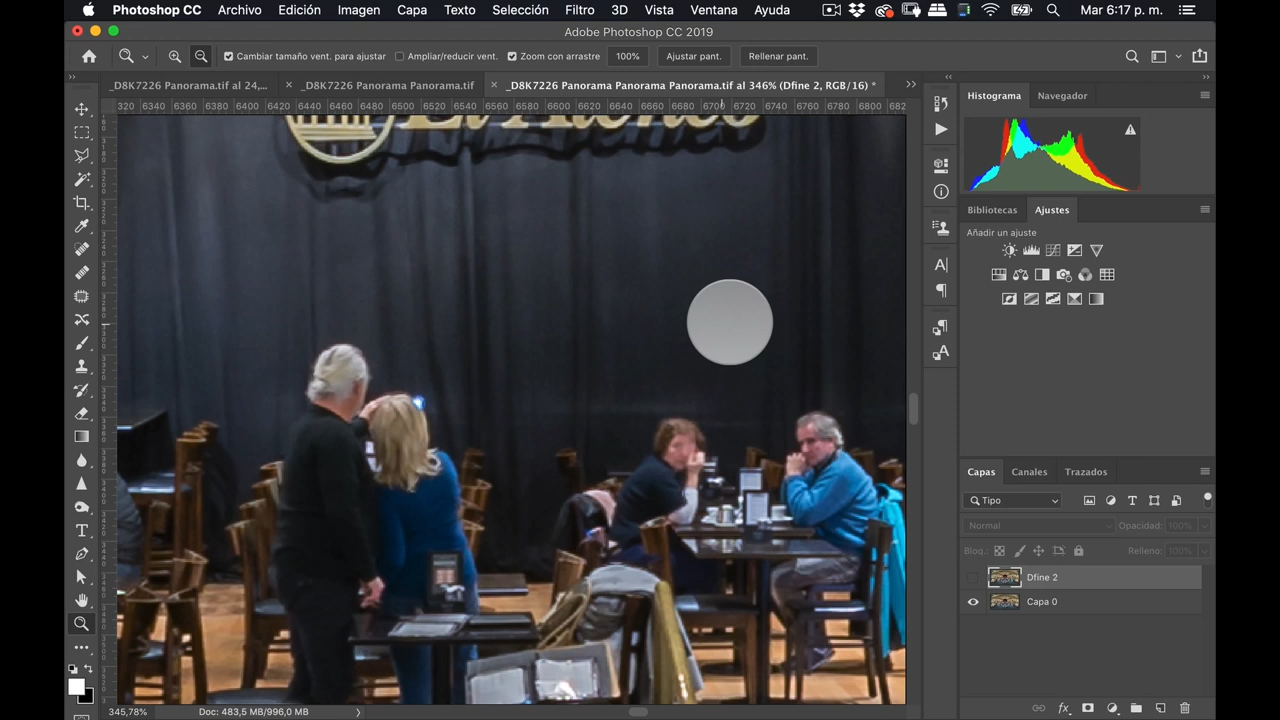 Photoshop CC Archivo Edición Imagen Capa Texto Selección Filtro 3D Vista Ventana Ayuda Mar 6:17 p. m.
Adobe Photoshop CC 2019
Cambiar tamaño vent. para ajustar Ampliar/reducir vent. Zoom con arrastre 100% Ajustar pant. Rellenar pant.
_D8K7226 Panorama.tif al 24,... × _D8K7226 Panorama Panorama.tif × _D8K7226 Panorama Panorama Panorama.tif al 346% (Dfine 2, RGB/16) *
320 6340 6360 6380 6400 6420 6440 6460 6480 6500 6520 6540 6560 6580 6600 6620 6640 6660 6680 6700 6720 6740 6760 6780 6800 682
El Ateneo
Histograma Navegador
Bibliotecas Ajustes
Añadir un ajuste
Capas Canales Trazados
Tipo
Normal Opacidad: 100%
Bloq.: Relleno: 100%
Dfine 2
Capa 0
345,78% Doc: 483,5 MB/996,0 MB